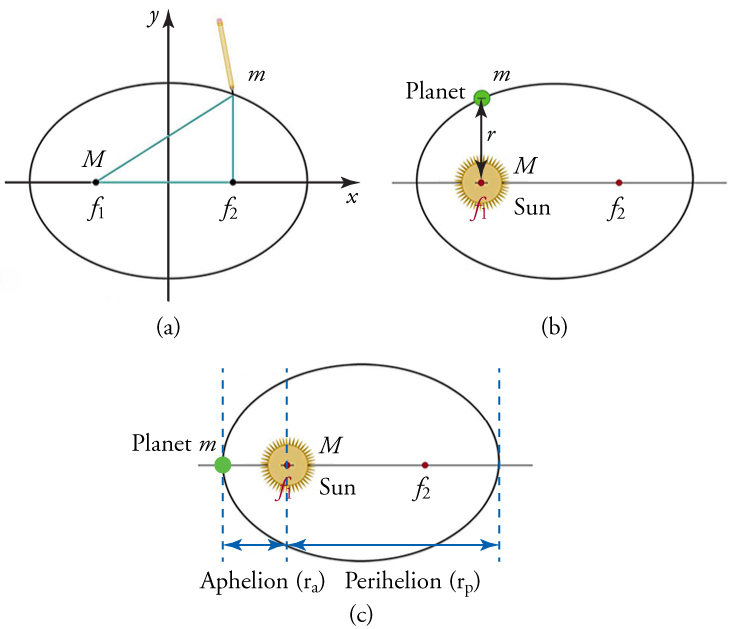 y
m
M
f1
f2
x
(a)
Planet
m
r
M
f1
Sun
f2
(b)
Planet m
M
f1
Sun
f2
Aphelion (ra)
Perihelion (rp)
(c)